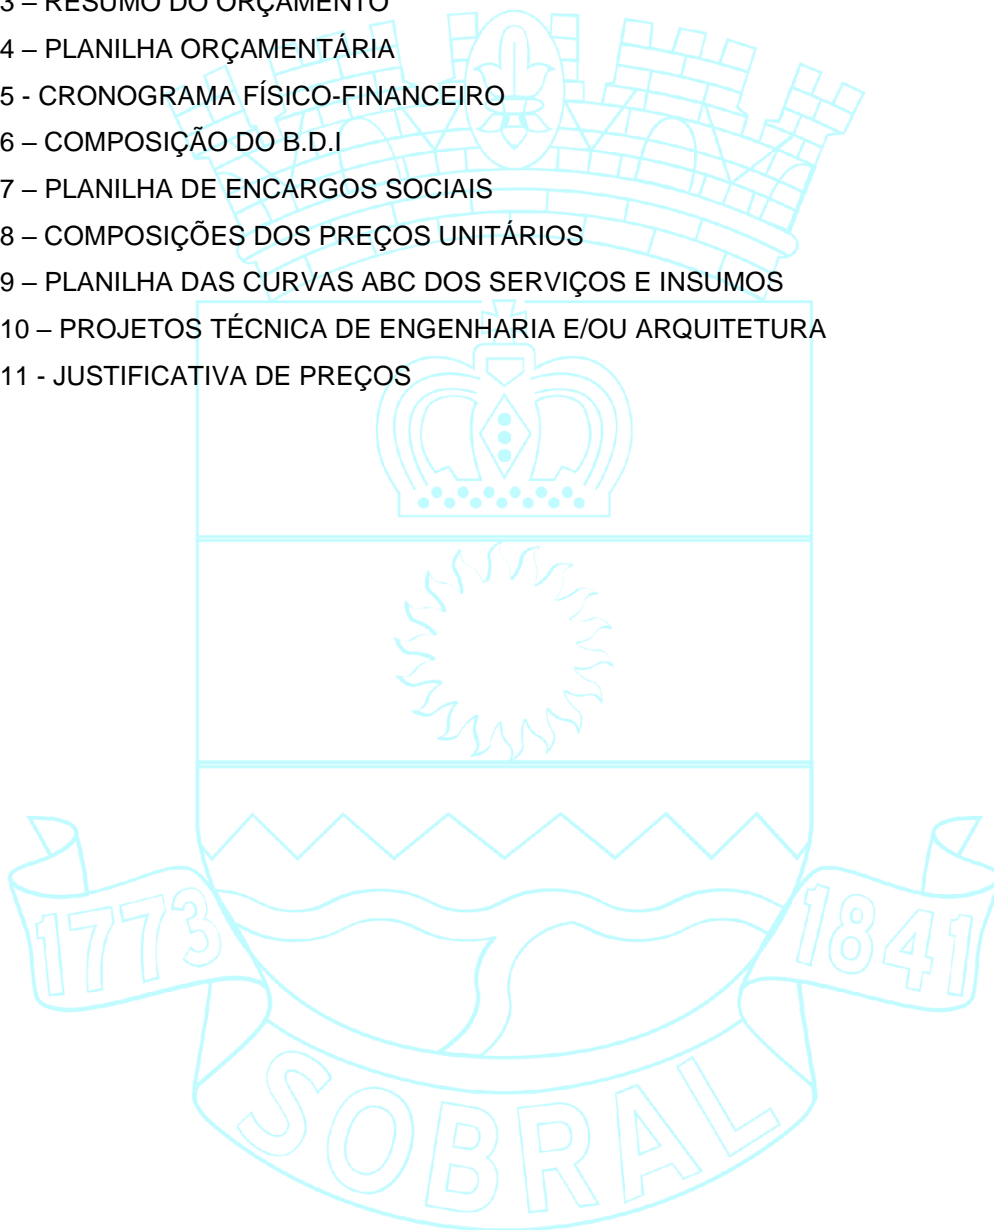 3 – RESUMO DO ORÇAMENTO
4 – PLANILHA ORÇAMENTÁRIA
5 - CRONOGRAMA FÍSICO-FINANCEIRO
6 – COMPOSIÇÃO DO B.D.I
7 – PLANILHA DE ENCARGOS SOCIAIS
8 – COMPOSIÇÕES DOS PREÇOS UNITÁRIOS
9 – PLANILHA DAS CURVAS ABC DOS SERVIÇOS E INSUMOS
10 – PROJETOS TÉCNICA DE ENGENHARIA E/OU ARQUITETURA
11 - JUSTIFICATIVA DE PREÇOS
1773
1841
SOBRAL